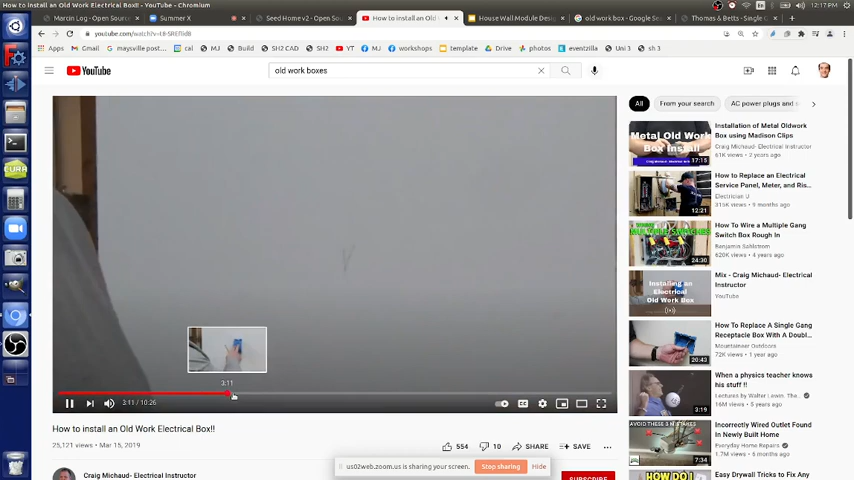 How to install an Old Work Electrical Box!! - YouTube - Chromium
12:17 PM
Marcin Log - Open Source
Summer X
Seed Home v2 - Open Sou
How to install an Old
House Wall Module Desi
old work box - Google Se
Thomas & Betts - Single G
youtube.com/watch?v=
Apps
Gmail
maysville post
cal
MJ
Build
SH2 CAD
SH2
YT
MJ
workshops
template
Drive
photos
eventzilla
Uni 3
sh 3
YouTube
old work boxes
All
From your search
AC power plugs and s
Metal Old Work
Box Install
17:15
Installation of Metal Oldwork
Box using Madison Clips
Craig Michaud- Electrical Instructor
61K views • 2 years ago
12:21
How to Replace an Electrical
Service Panel, Meter, and Ris...
Electrician U
315K views • 9 months ago
MULTIPLE SWITCHES
24:30
How To Wire a Multiple Gang
Switch Box Rough In
Benjamin Sahlstrom
620K views • 4 years ago
Installing an
Electrical
Old Work Box
Mix - Craig Michaud- Electrical
Instructor
YouTube
20:43
How To Replace A Single Gang
Receptacle Box With A Doubl...
Mountaineer Outdoors
72K views • 1 year ago
3:19
When a physics teacher knows
his stuff !!
Lectures by Walter Lewin. The...
16M views • 5 years ago
AVOID THESE
MISTAKES
7:34
Incorrectly Wired Outlet Found
In Newly Built Home
Everyday Home Repairs
1.7M views • 6 months ago
HOW DO I
Easy Drywall Tricks to Fix Any
3:11
3:11 / 10:26
CC
How to install an Old Work Electrical Box!!
25,121 views • Mar 15, 2019
554
10
SHARE
SAVE
us02web.zoom.us is sharing your screen.
Stop sharing
Hide
Craig Michaud- Electrical Instructor
SUBSCRIBE